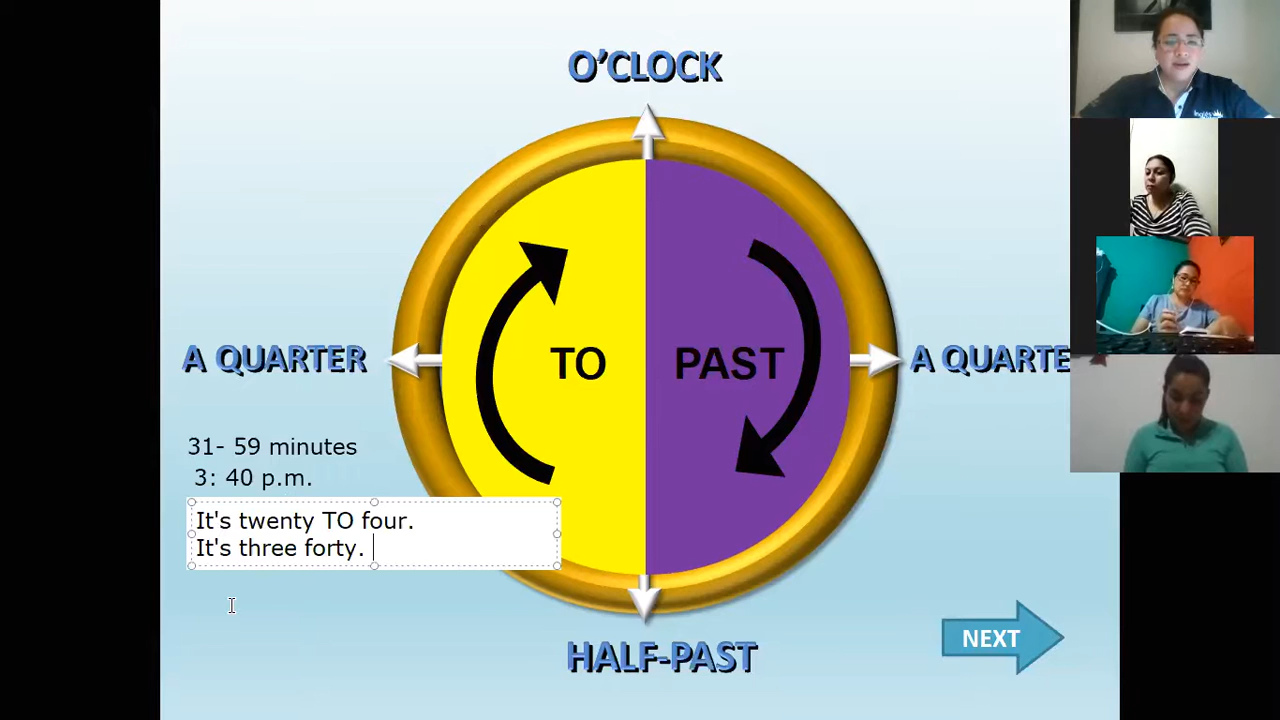 O'CLOCK
TO
PAST
A QUARTER
A QUARTE
31- 59 minutes
3: 40 p.m.
It's twenty TO four.
It's three forty.
HALF-PAST
NEXT